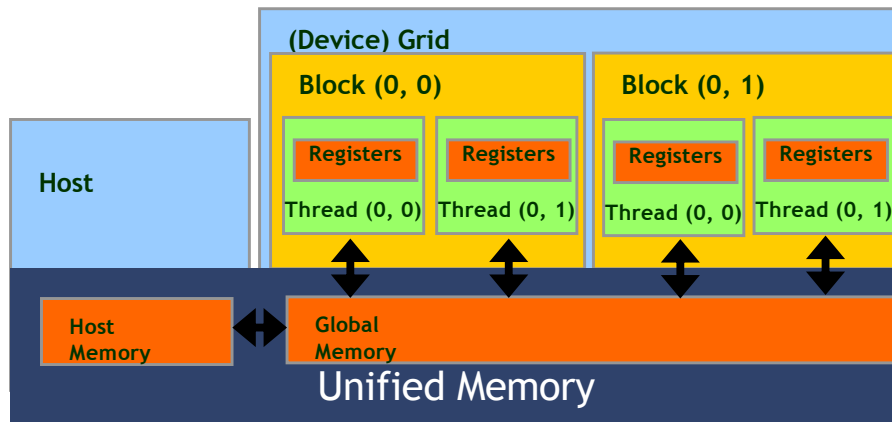 (Device) Grid
Block (0, 0)
Block (0, 1)
Host
Registers
Registers
Registers
Registers
Thread (0, 0)
Thread (0, 1)
Thread (0, 0)
Thread (0, 1)
Host
Memory
Global
Memory
Unified Memory